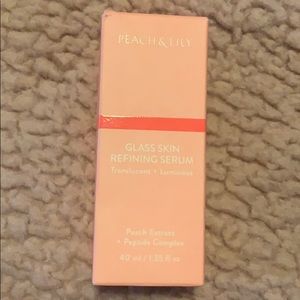 PEACH & LILY
GLASS SKIN
REFINING SERUM
Translucent + Luminous
Peach Extract
+ Peptide Complex
40 ml / 1.35 fl oz